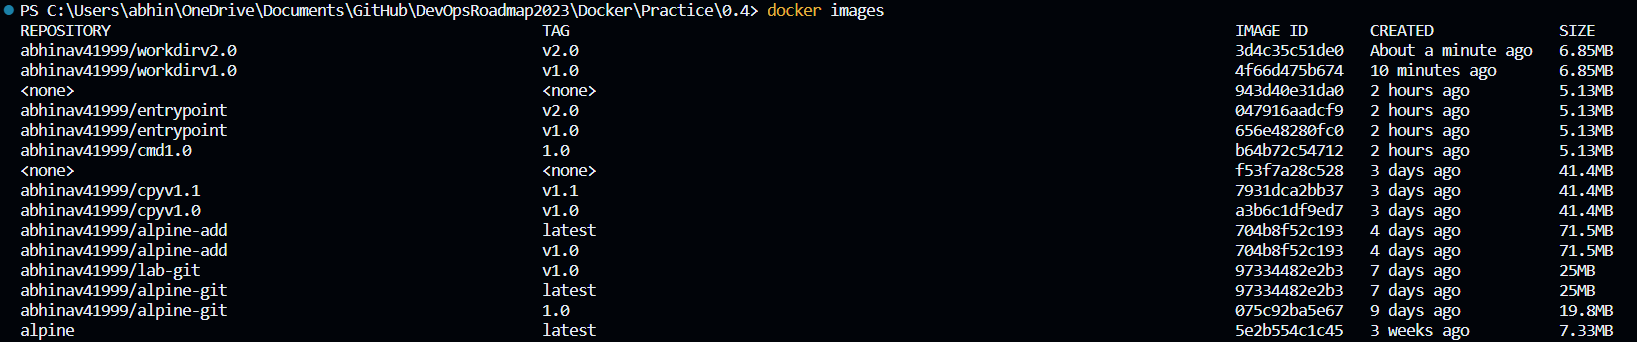 PS C:\Users\abhin\OneDrive\Documents\GitHub\DevOpsRoadmap2023\Docker\Practice\0.4> docker images
REPOSITORY TAG IMAGE ID CREATED SIZE
abhinav41999/workdirv2.0 v2.0 3d4c35c51de0 About a minute ago 6.85MB
abhinav41999/workdirv1.0 v1.0 4f66d475b674 10 minutes ago 6.85MB
<none> <none> 943d40e31da0 2 hours ago 5.13MB
abhinav41999/entrypoint v2.0 047916aadcf9 2 hours ago 5.13MB
abhinav41999/entrypoint v1.0 656e48280fc0 2 hours ago 5.13MB
abhinav41999/cmd1.0 1.0 b64b72c54712 2 hours ago 5.13MB
<none> <none> f53f7a28c528 3 days ago 41.4MB
abhinav41999/cpyv1.1 v1.1 7931dca2bb37 3 days ago 41.4MB
abhinav41999/cpyv1.0 v1.0 a3b6c1df9ed7 3 days ago 41.4MB
abhinav41999/alpine-add latest 704b8f52c193 4 days ago 71.5MB
abhinav41999/alpine-add v1.0 704b8f52c193 4 days ago 71.5MB
abhinav41999/lab-git v1.0 97334482e2b3 7 days ago 25MB
abhinav41999/alpine-git latest 97334482e2b3 7 days ago 25MB
abhinav41999/alpine-git 1.0 075c92ba5e67 9 days ago 19.8MB
alpine latest 5e2b554c1c45 3 weeks ago 7.33MB